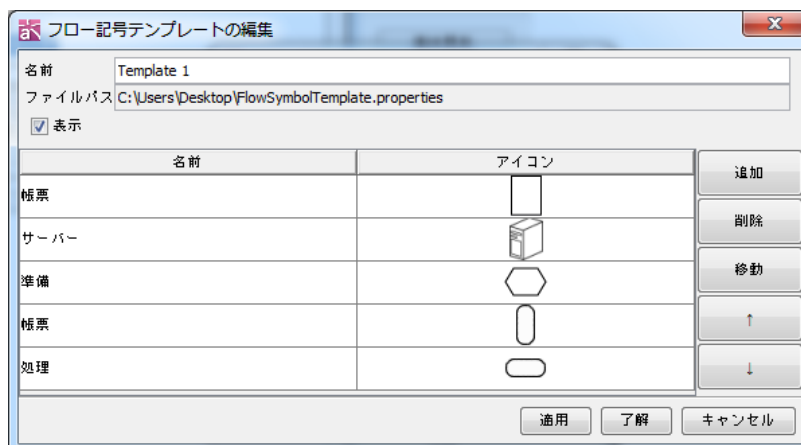 フロー記号テンプレートの編集
名前 Template 1
ファイルパス C:\Users\Desktop\FlowSymbolTemplate.properties
表示
名前 アイコン
帳票
サーバー
準備
帳票
処理
追加
削除
移動
↑
↓
適用 了解 キャンセル